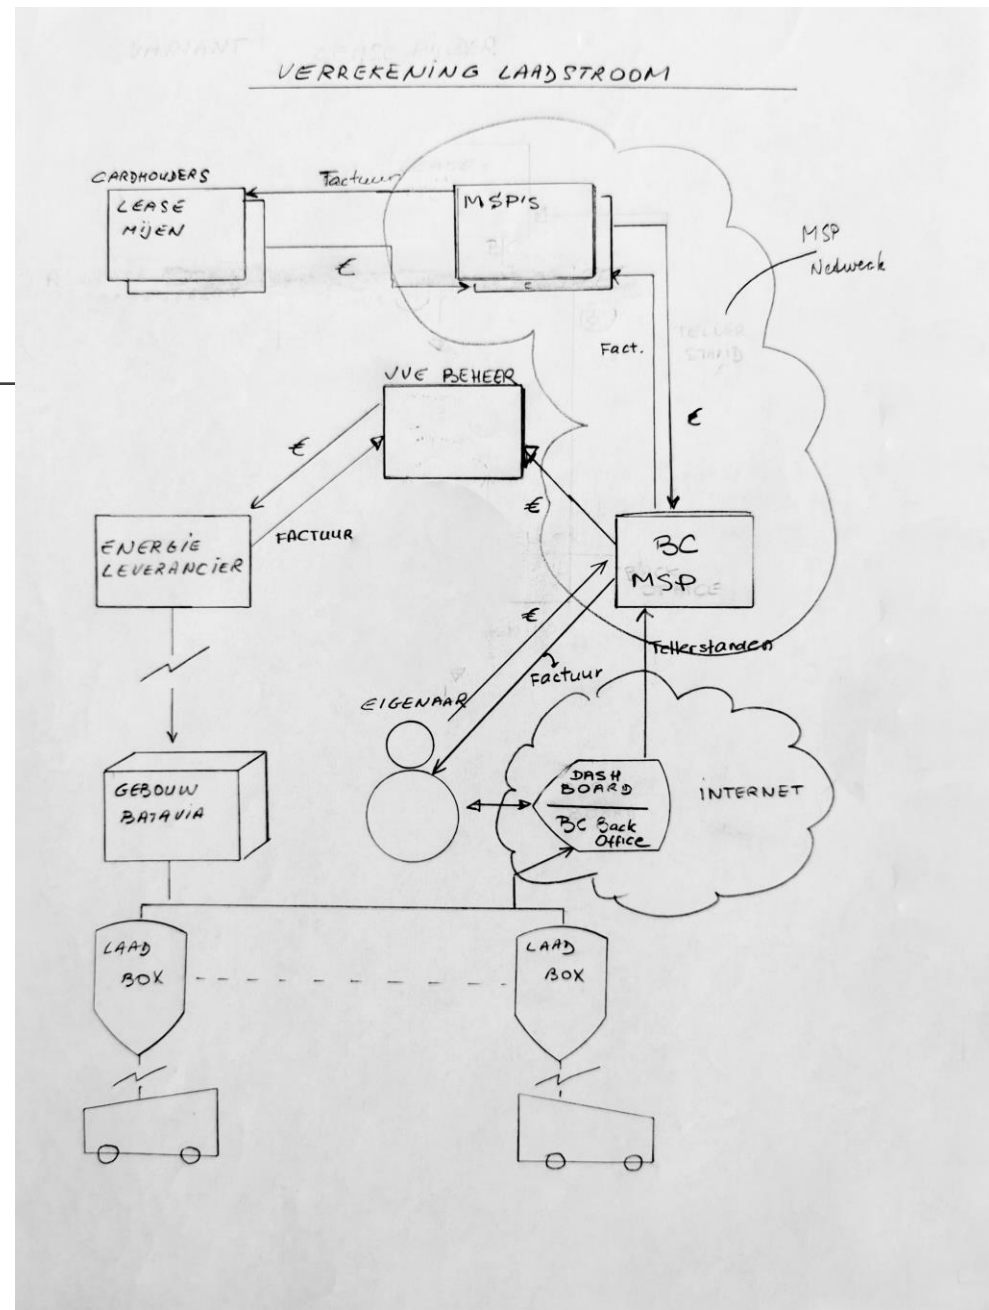 VERREKENING LAADSTROOM
CARDHOUDERS
LEASE
MIJEN
Factuur
€
MSP'S
MSP
Netwerk
Fact.
€
VVE BEHEER
€
FACTUUR
€
ENERGIE
LEVERANCIER
BC
MSP
€
Factuur
Tellerstanden
EIGENAAR
GEBOUW
BATAVIA
DASH
BOARD
BC Back
Office
INTERNET
LAAD
BOX
LAAD
BOX